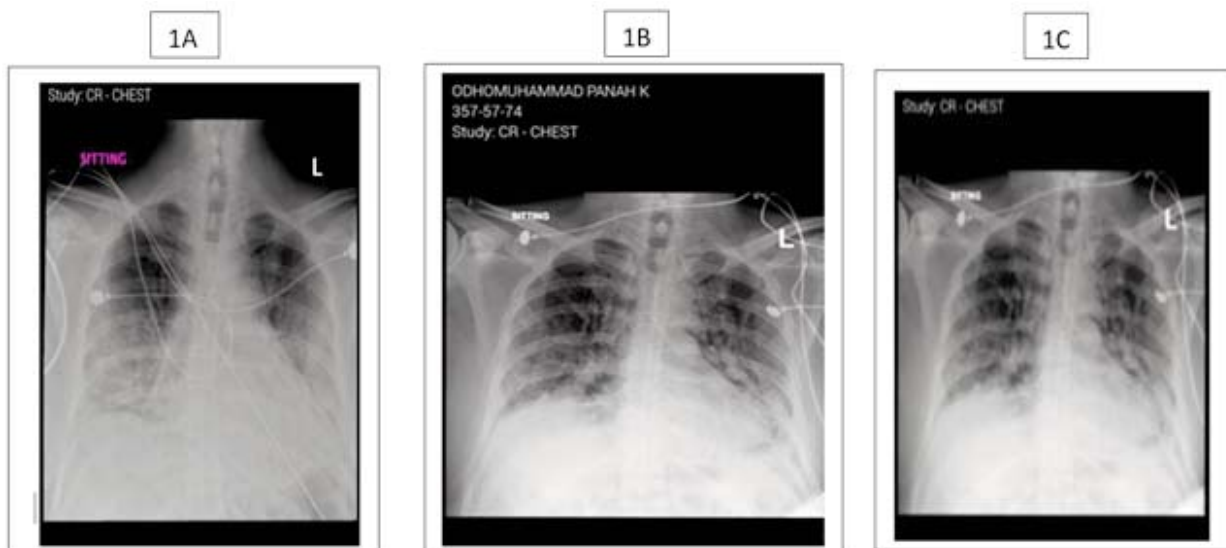 1A
Study: CR - CHEST
SITTING
L
1B
ODHOMUHAMMAD PANAH K
357-57-74
Study: CR - CHEST
SITTING
L
1C
Study: CR - CHEST
SITTING
L